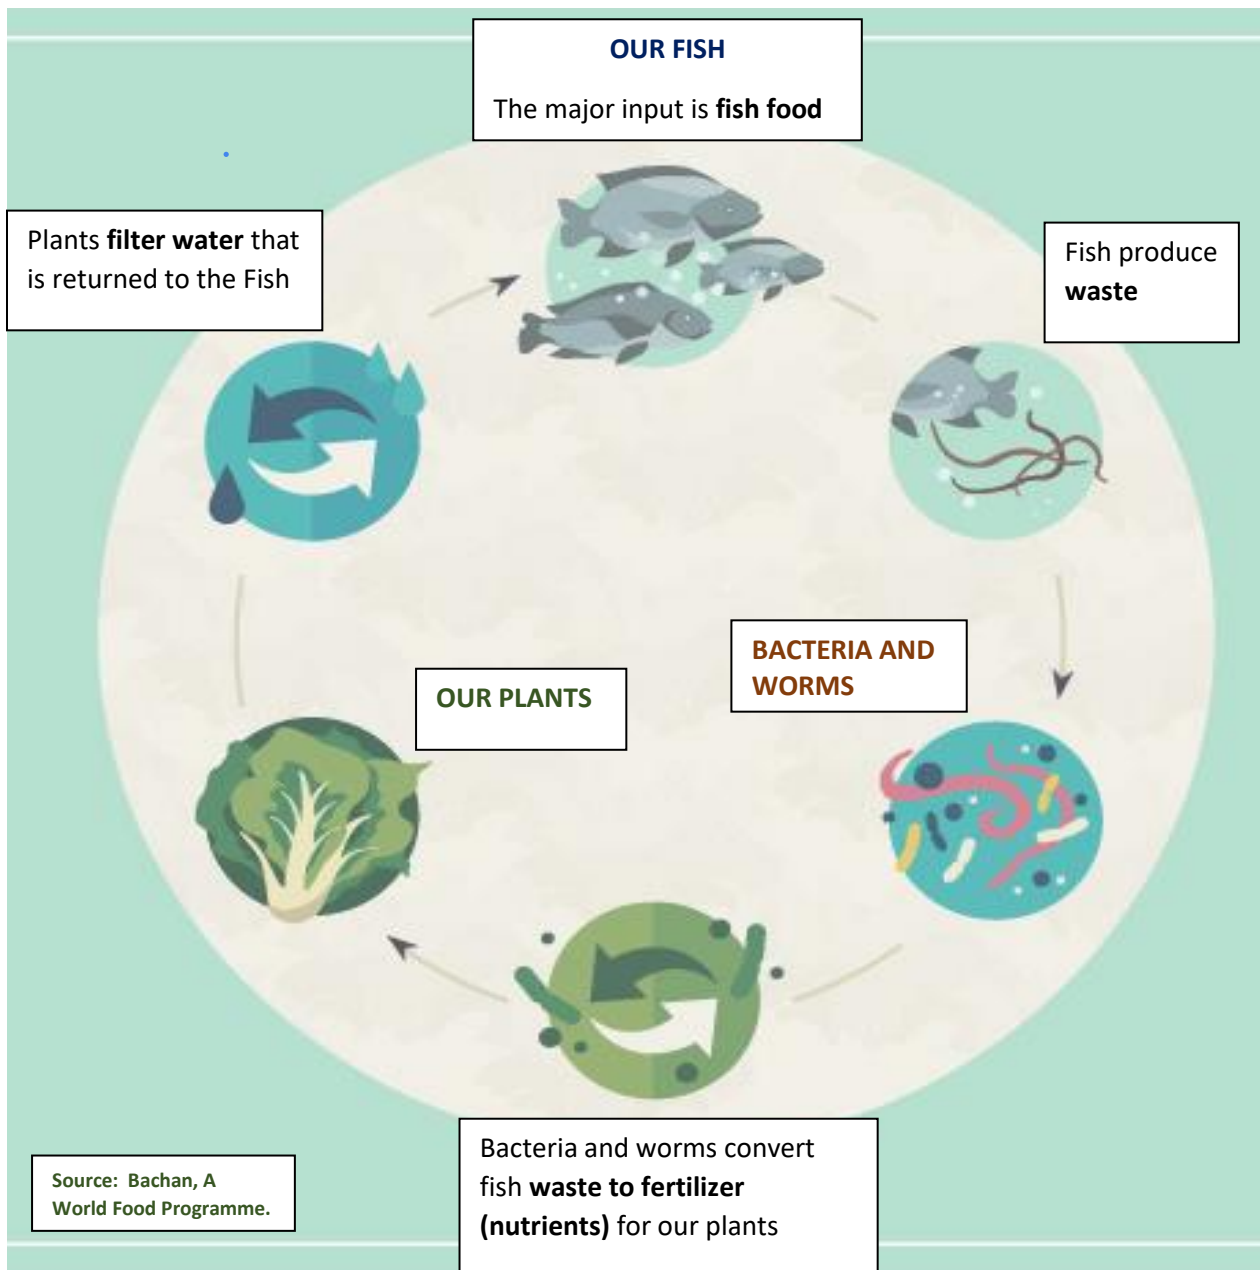 OUR FISH
The major input is fish food
Plants filter water that
is returned to the Fish
Fish produce
waste
BACTERIA AND
WORMS
OUR PLANTS
Bacteria and worms convert
fish waste to fertilizer
(nutrients) for our plants
Source: Bachan, A
World Food Programme.